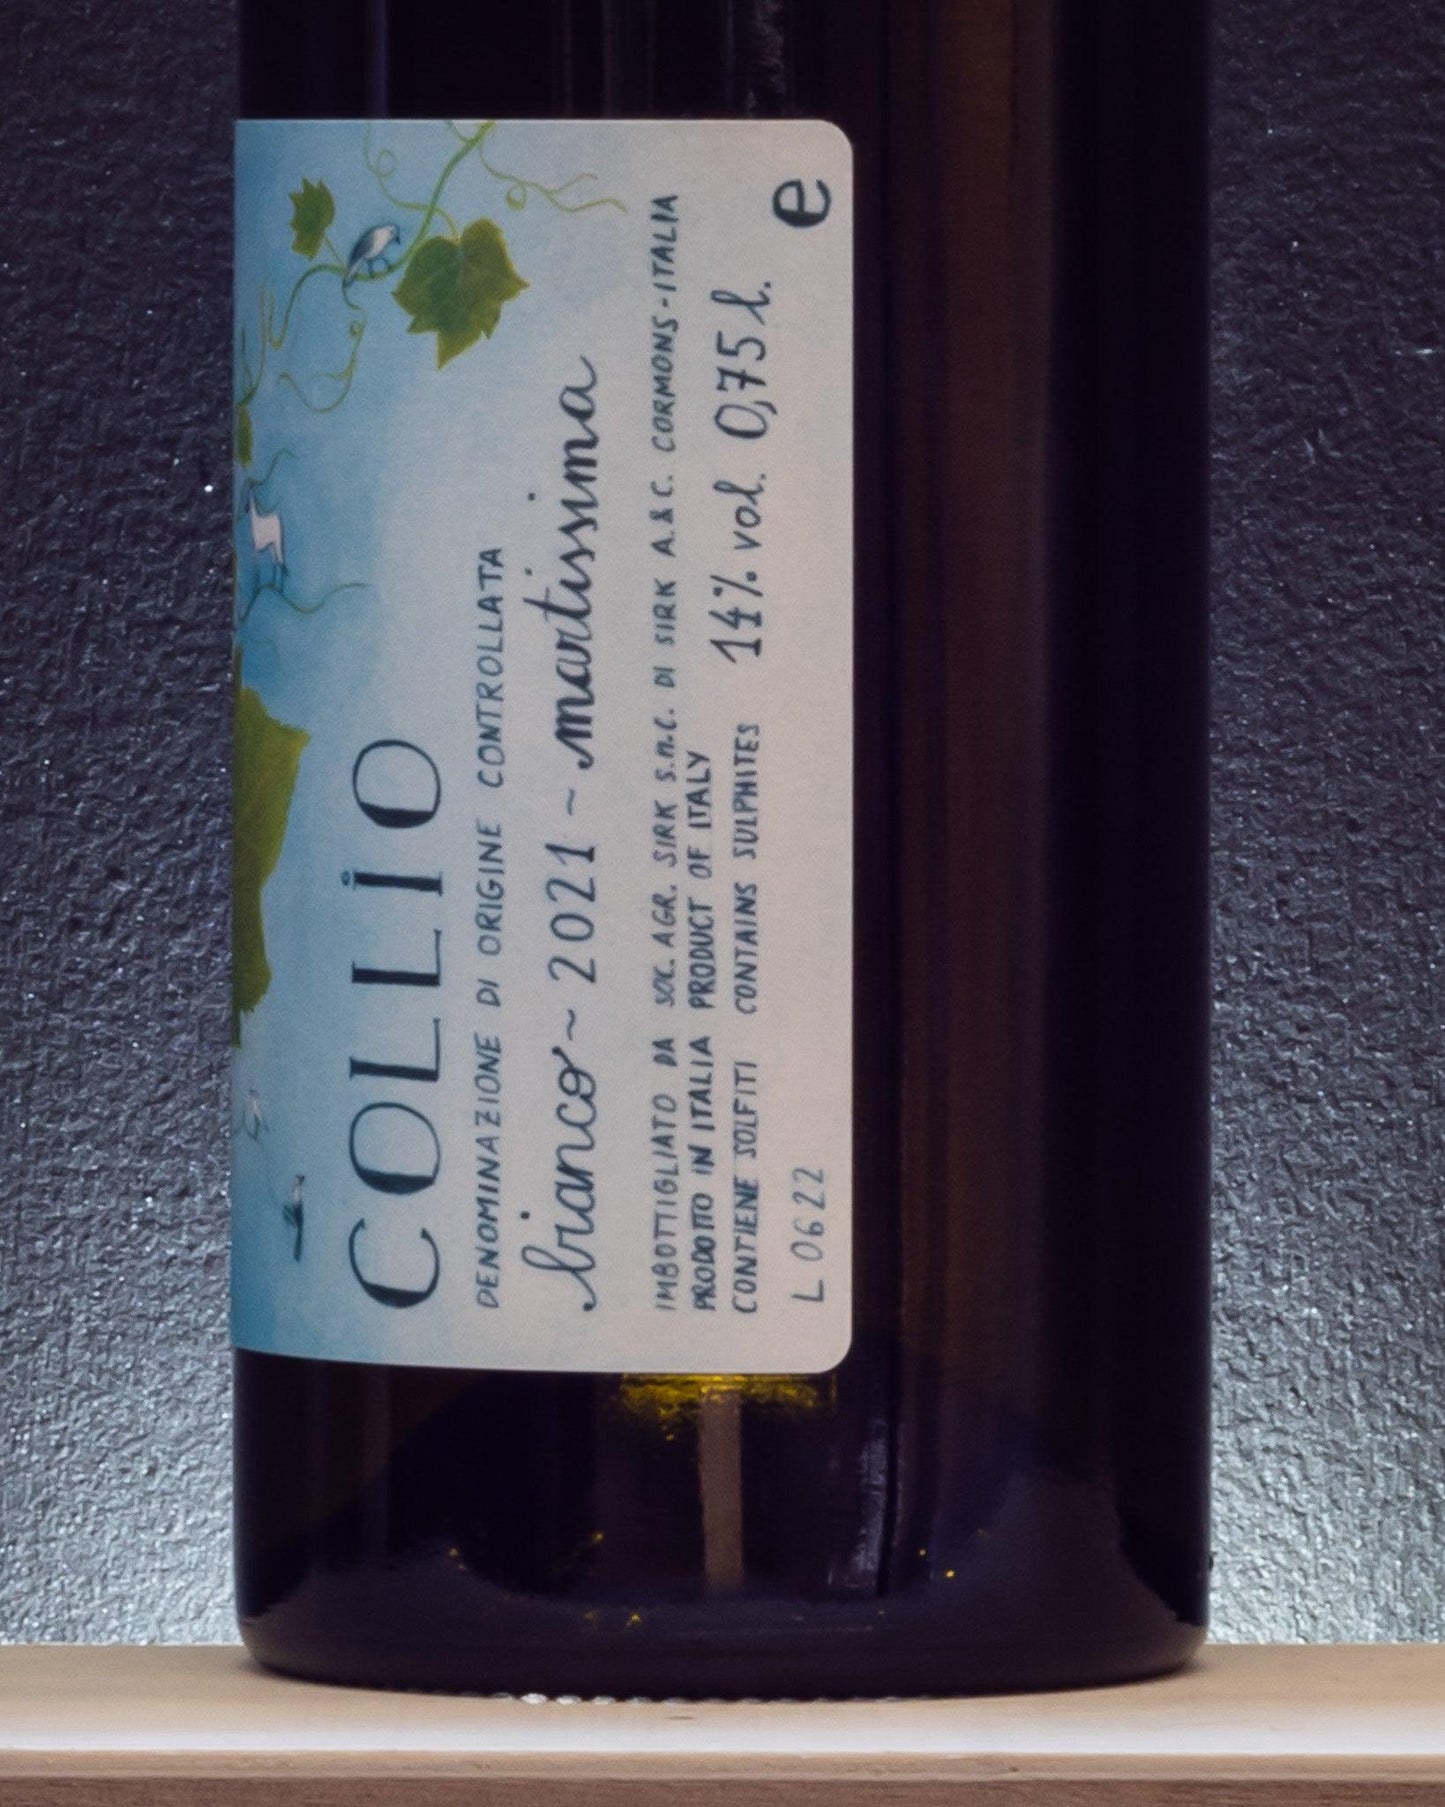 COLLIO
DENOMINAZIONE DI ORIGINE CONTROLLATA
bianco ~ 2021 ~ martissima
IMBOTTIGLIATO DA SOC. AGR. SIRK S.N.C. DI SIRK A.& C. CORMONS - ITALIA
PRODOTTO IN ITALIA PRODUCT OF ITALY
CONTIENE SOLFITI CONTAINS SULPHITES 14% vol. 0,75 l.
L 0622 e